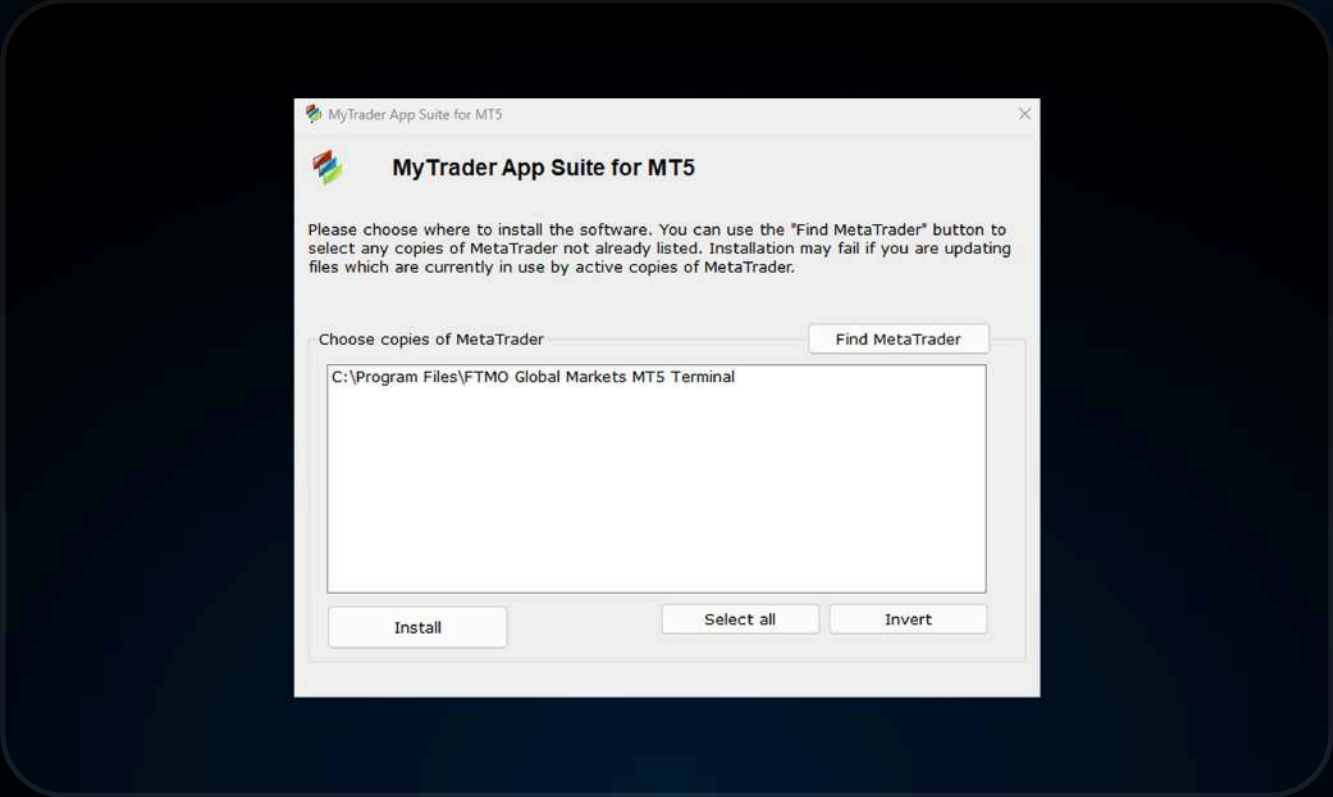 MyTrader App Suite for MT5
MyTrader App Suite for MT5
Please choose where to install the software. You can use the "Find MetaTrader" button to
select any copies of MetaTrader not already listed. Installation may fail if you are updating
files which are currently in use by active copies of MetaTrader.
Choose copies of MetaTrader
Find MetaTrader
C:\Program Files\FTMO Global Markets MT5 Terminal
Install
Select all
Invert